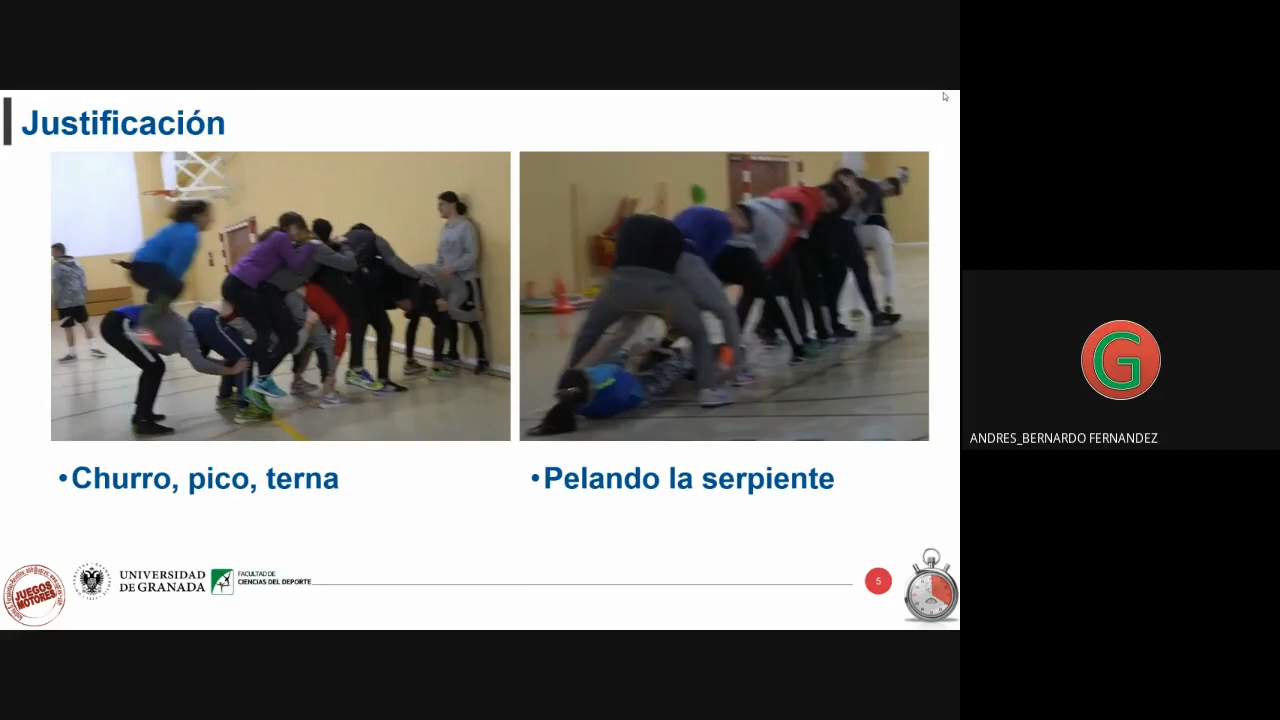 Justificación
•Churro, pico, terna
•Pelando la serpiente
JUEGOS
MOTORES
UNIVERSIDAD
DE GRANADA
FACULTAD DE
CIENCIAS DEL DEPORTE
5
G
ANDRES_BERNARDO FERNANDEZ